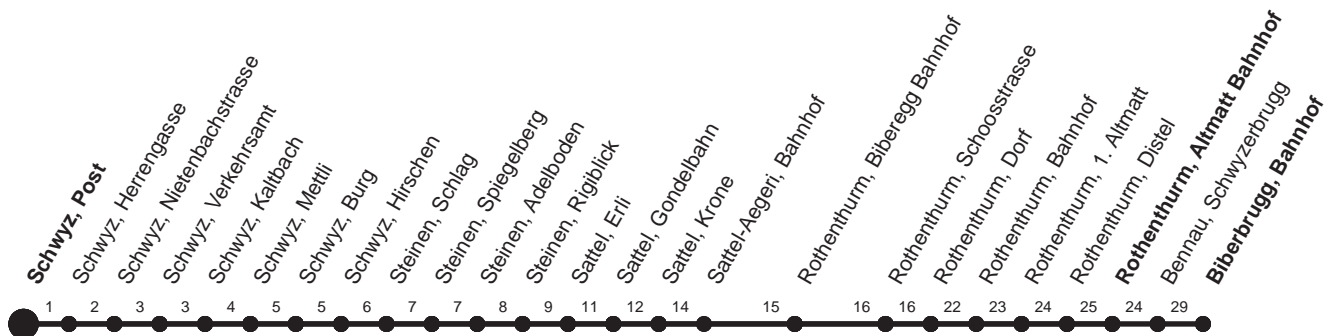 Schwyz, Post
Schwyz, Herrengasse
Schwyz, Nietenbachstrasse
Schwyz, Verkehrsamt
Schwyz, Kaltbach
Schwyz, Mettli
Schwyz, Burg
Schwyz, Hirschen
Steinen, Schlag
Steinen, Spiegelberg
Steinen, Adelboden
Steinen, Rigiblick
Sattel, Erli
Sattel, Gondelbahn
Sattel, Krone
Sattel-Aegeri, Bahnhof
Rothenthurm, Biberegg Bahnhof
Rothenthurm, Schoosstrasse
Rothenthurm, Dorf
Rothenthurm, Bahnhof
Rothenthurm, 1. Altmatt
Rothenthurm, Distel
Rothenthurm, Altmatt Bahnhof
Bennau, Schwyzerbrugg
Biberbrugg, Bahnhof
1 2 3 3 4 5 5 6 7 7 8 9 11 12 14 15 16 16 22 23 24 25 24 29